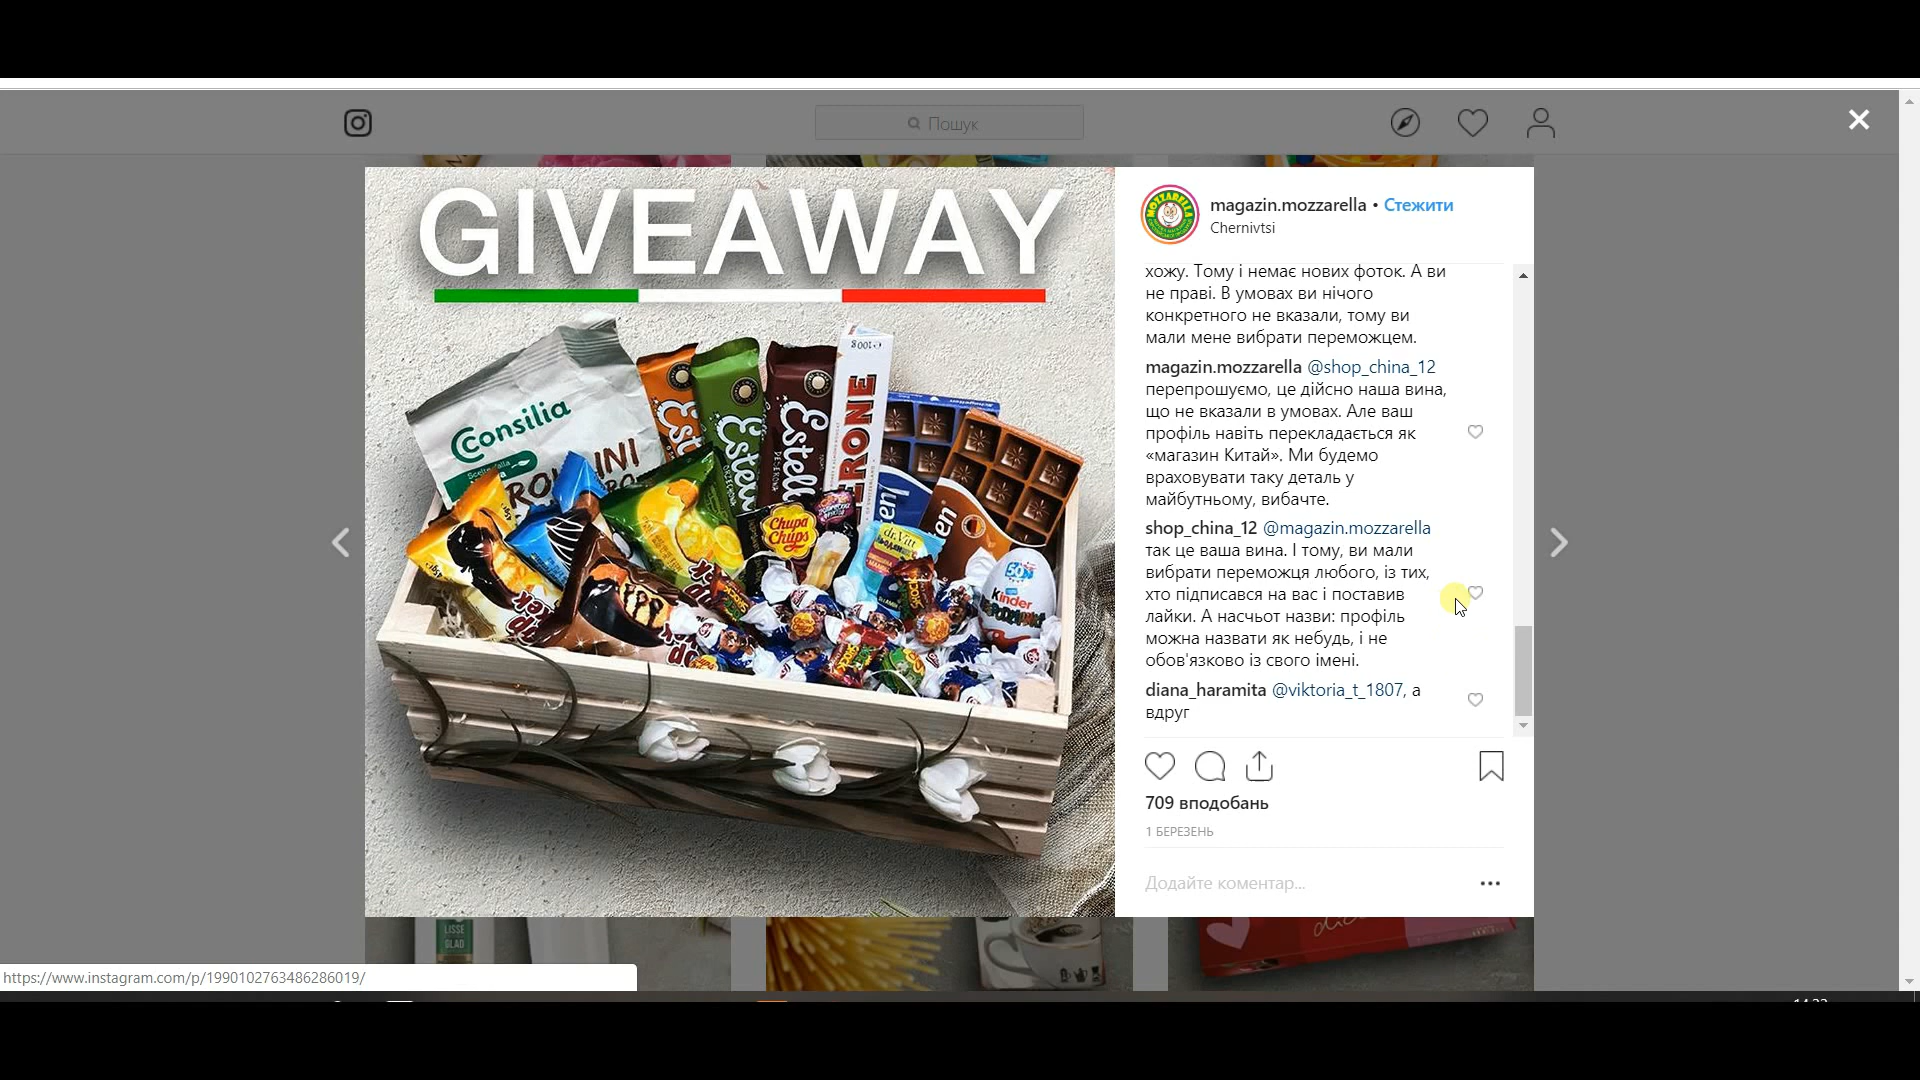 Пошук
GIVEAWAY
magazin.mozzarella • Стежити
Chernivtsi
MOZZARELLA
хожу. Тому і немає нових фоток. А ви
не праві. В умовах ви нічого
конкретного не вказали, тому ви
мали мене вибрати переможцем.
magazin.mozzarella @shop_china_12
перепрошуємо, це дійсно наша вина,
що не вказали в умовах. Але ваш
профіль навіть перекладається як
«магазин Китай». Ми будемо
враховувати таку деталь у
майбутньому, вибачте.
shop_china_12 @magazin.mozzarella
так це ваша вина. І тому, ви мали
вибрати переможця любого, із тих,
хто підписався на вас і поставив
лайки. А насчьот назви: профіль
можна назвати як небудь, і не
обов'язково із свого імені.
diana_haramita @viktoria_t_1807, а
вдруг
709 вподобань
1 БЕРЕЗЕНЬ
Додайте коментар...
Consilia
Chupa
Chups
dr.Vitt
kinder
LISSE
GLAD
https://www.instagram.com/p/1990102763486286019/